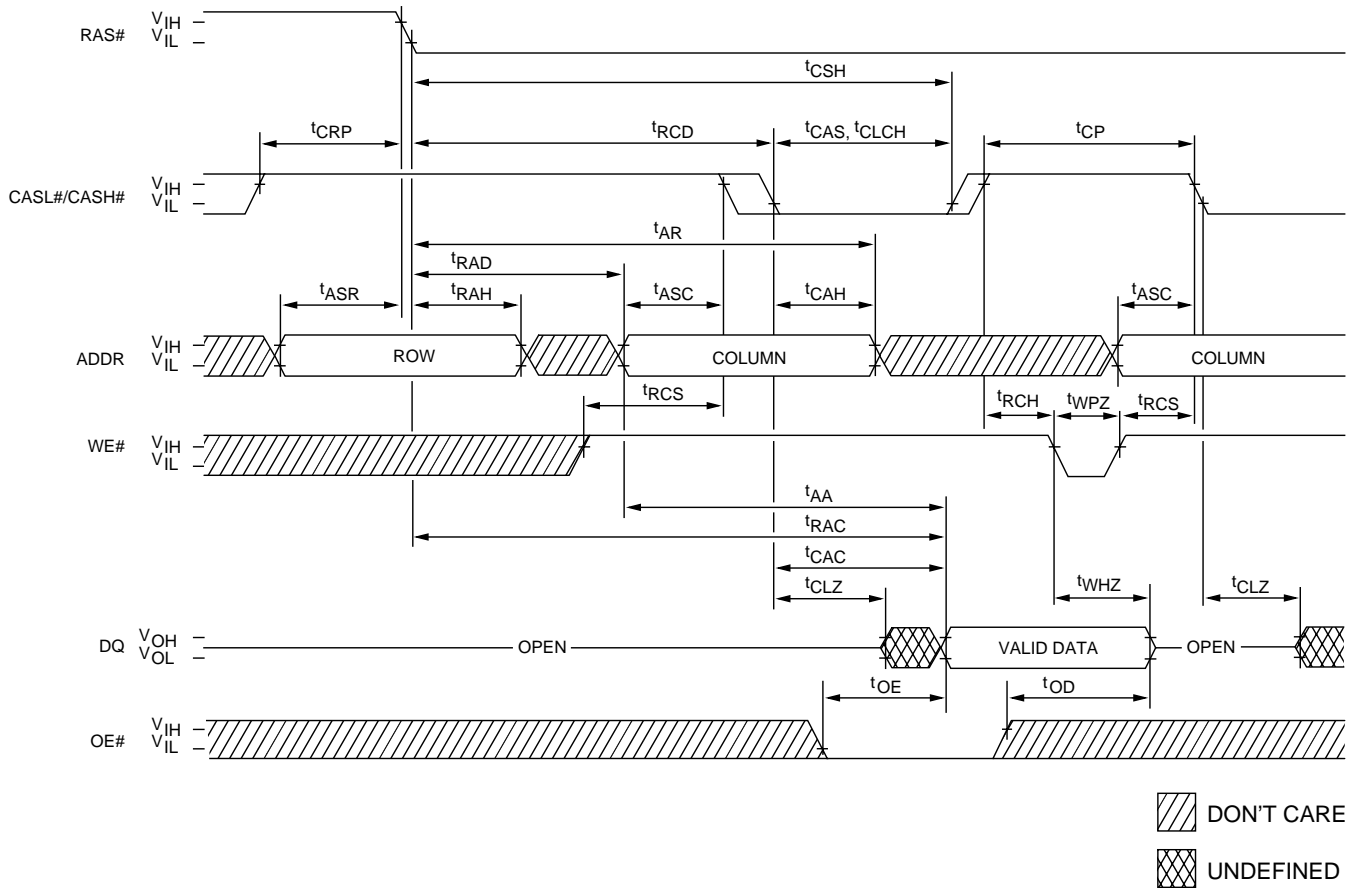 RAS#
VIH
VIL
tCSH
tCRP
tRCD
tCAS, tCLCH
tCP
CASL#/CASH#
VIH
VIL
tAR
tRAD
tASR
tRAH
tASC
tCAH
tASC
ADDR
VIH
VIL
ROW
COLUMN
COLUMN
tRCS
tRCH
tWPZ
tRCS
WE#
VIH
VIL
tAA
tRAC
tCAC
tCLZ
tWHZ
tCLZ
DQ
VOH
VOL
OPEN
VALID DATA
OPEN
tOE
tOD
OE#
VIH
VIL
DON'T CARE
UNDEFINED